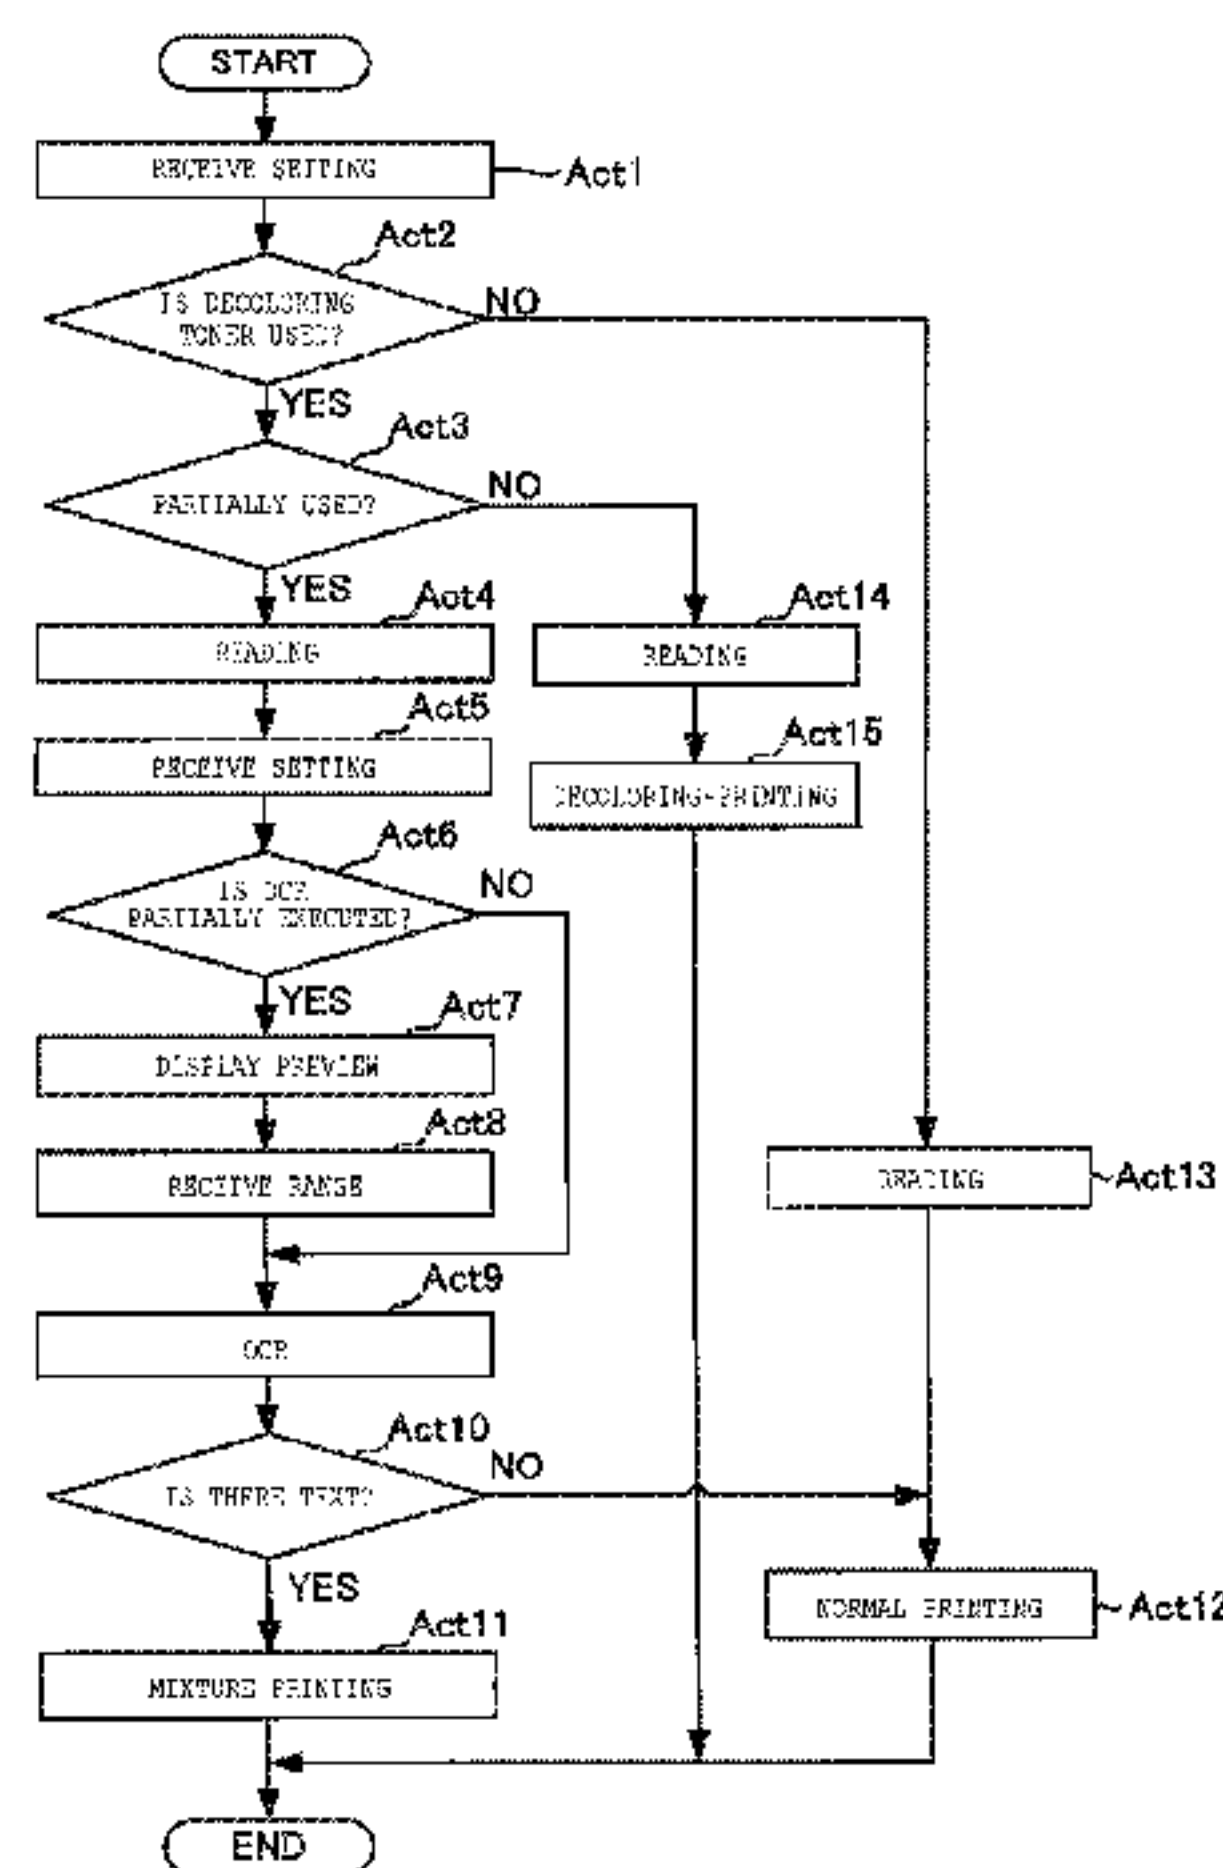 START
RECEIVE SETTING
Act1
Act2
IS DECOLORING
TONER USED?
NO
YES
Act3
PARTIALLY USED?
NO
YES
Act4
READING
Act14
READING
Act5
RECEIVE SETTING
Act15
DECOLORING-PRINTING
Act6
IS OCR
PARTIALLY EXECUTED?
NO
YES
Act7
DISPLAY PREVIEW
Act8
RECEIVE RANGE
READING
Act13
Act9
OCR
Act10
IS THERE TEXT?
NO
YES
NORMAL PRINTING
Act12
Act11
MIXTURE PRINTING
END